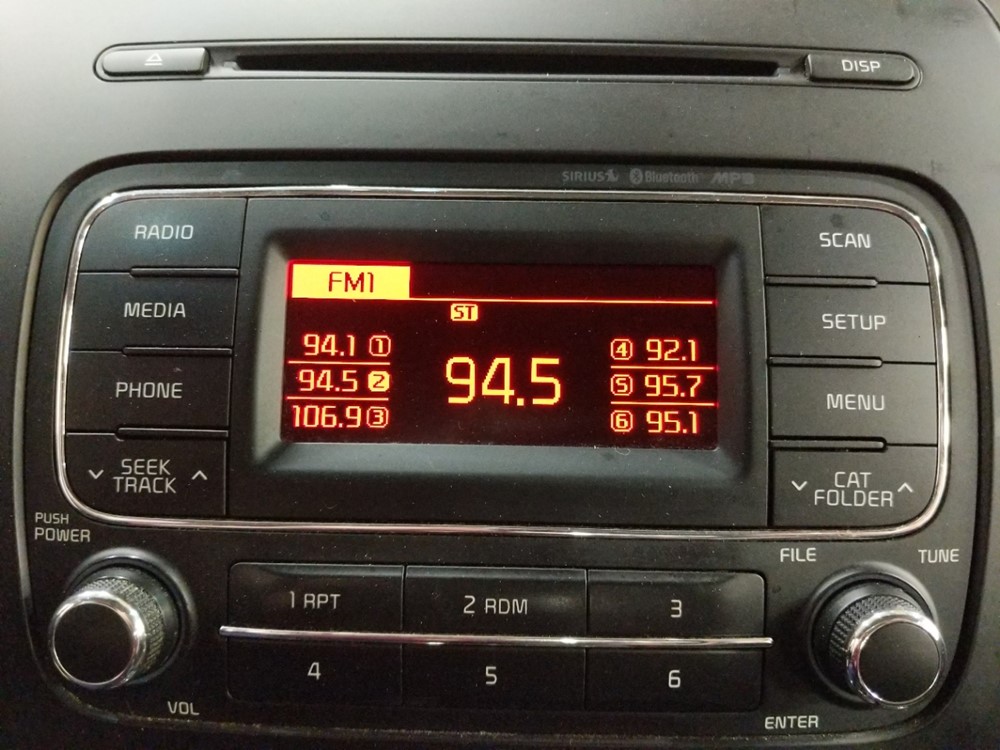 DISP
SIRIUS Bluetooth MP3
RADIO
MEDIA
PHONE
SEEK
TRACK
FM1
ST
94.1 1
94.5 2
106.9 3
94.5
4 92.1
5 95.7
6 95.1
SCAN
SETUP
MENU
CAT
FOLDER
PUSH
POWER
VOL
1 RPT
2 RDM
3
4
5
6
FILE
TUNE
ENTER